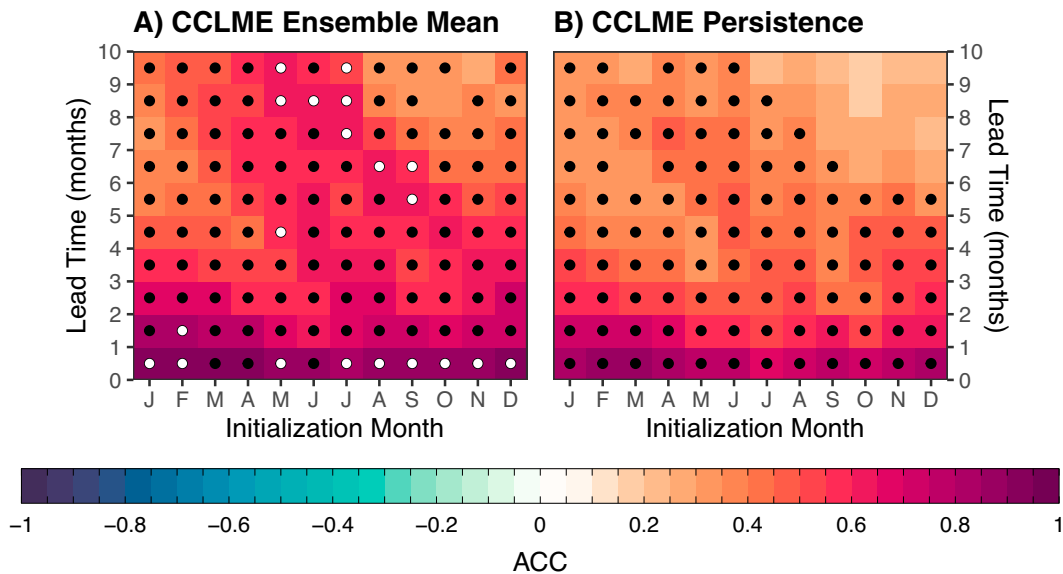 A) CCLME Ensemble Mean
B) CCLME Persistence
Lead Time (months)
10
9
8
7
6
5
4
3
2
1
0
J F M A M J J A S O N D
Initialization Month
J F M A M J J A S O N D
Initialization Month
10
9
8
7
6
5
4
3
2
1
0
Lead Time (months)
−1 −0.8 −0.6 −0.4 −0.2 0 0.2 0.4 0.6 0.8 1
ACC